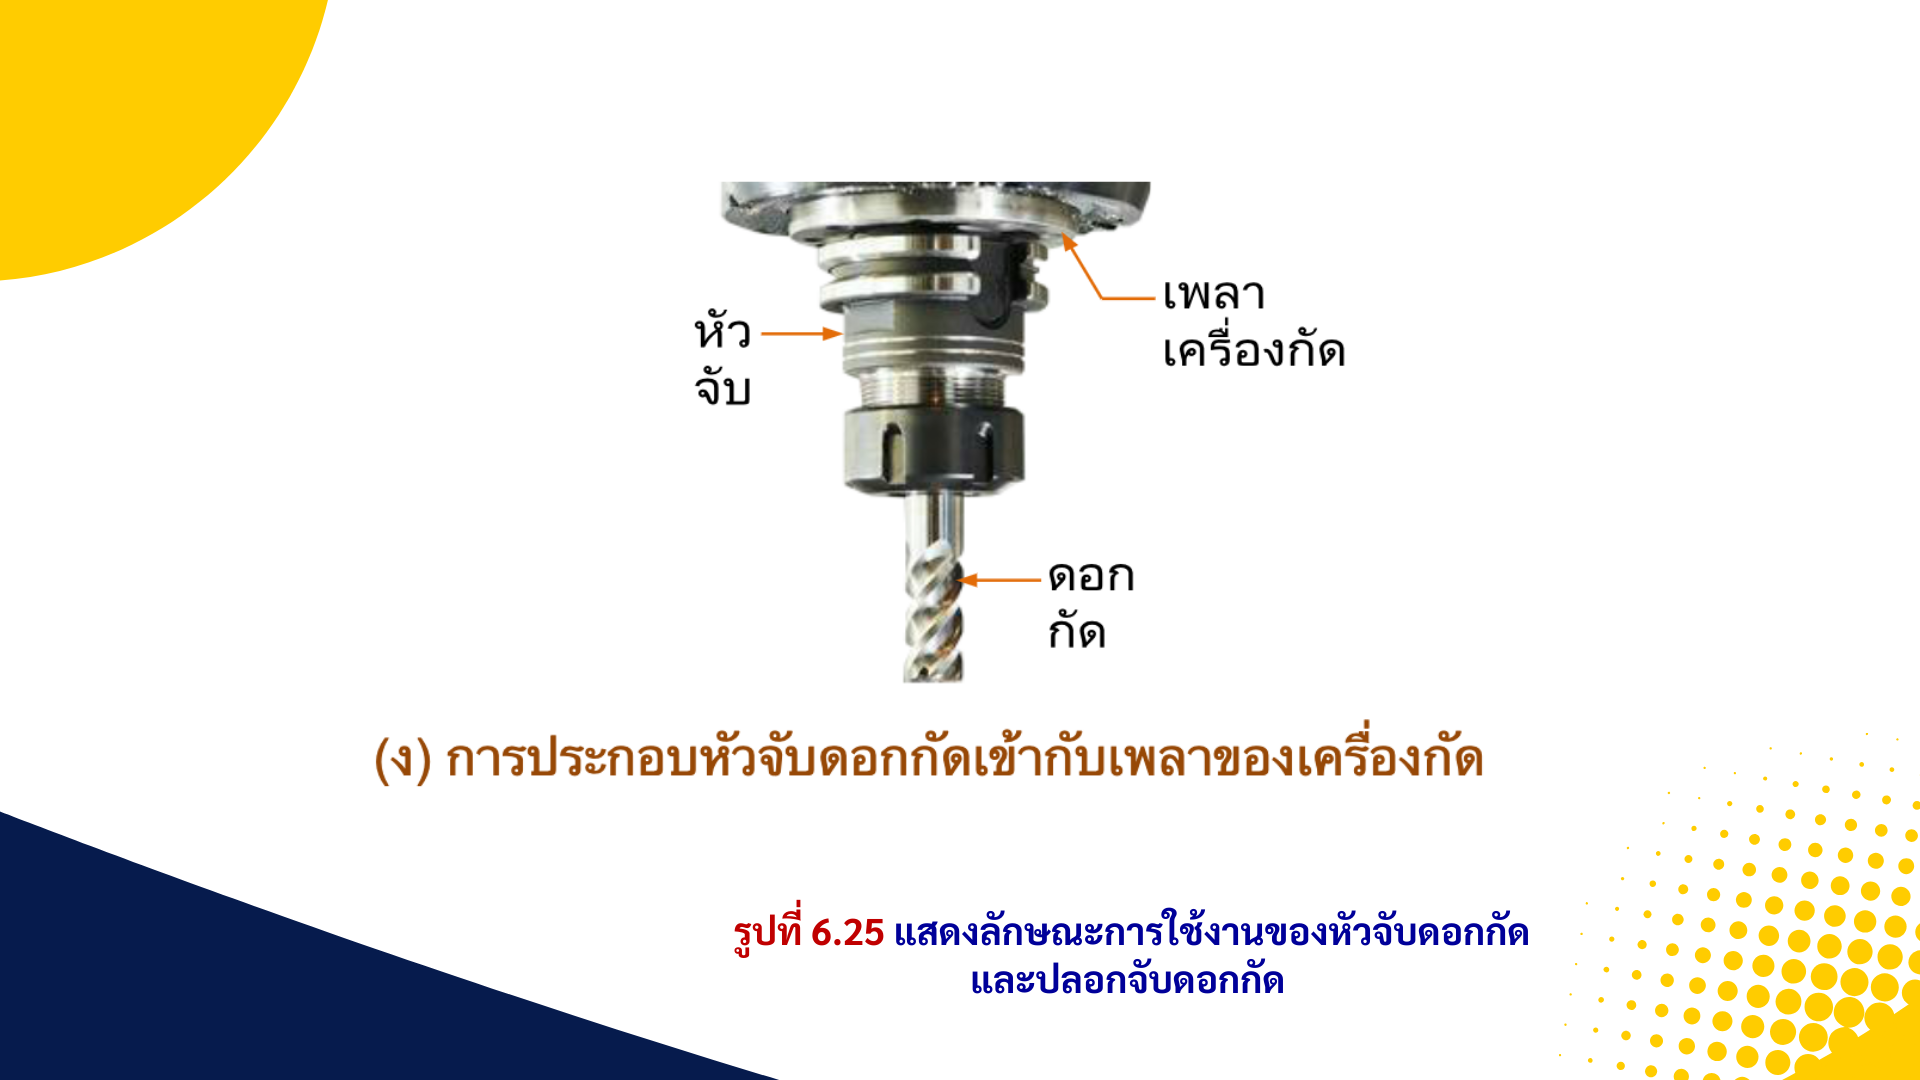 เพลา
เครื่องกัด
หัว
จับ
ดอก
กัด
(ง) การประกอบหัวจับดอกกัดเข้ากับเพลาของเครื่องกัด
รูปที่ 6.25 แสดงลักษณะการใช้งานของหัวจับดอกกัด
และปลอกจับดอกกัด